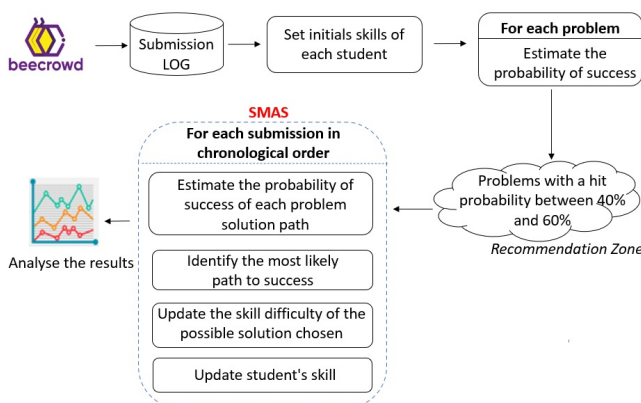 beecrowd
Submission
LOG
Set initials skills of
each student
For each problem
Estimate the
probability of success
Problems with a hit
probability between 40%
and 60%
Recommendation Zone
SMAS
For each submission in
chronological order
Estimate the probability of
success of each problem
solution path
Identify the most likely
path to success
Update the skill difficulty of the
possible solution chosen
Update student's skill
Analyse the results